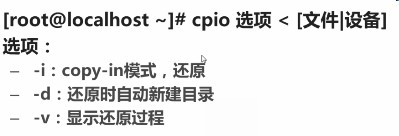 [root@localhost ~]# cpio 选项 < [文件|设备]
选项：
– -i：copy-in模式，还原
– -d：还原时自动新建目录
– -v：显示还原过程